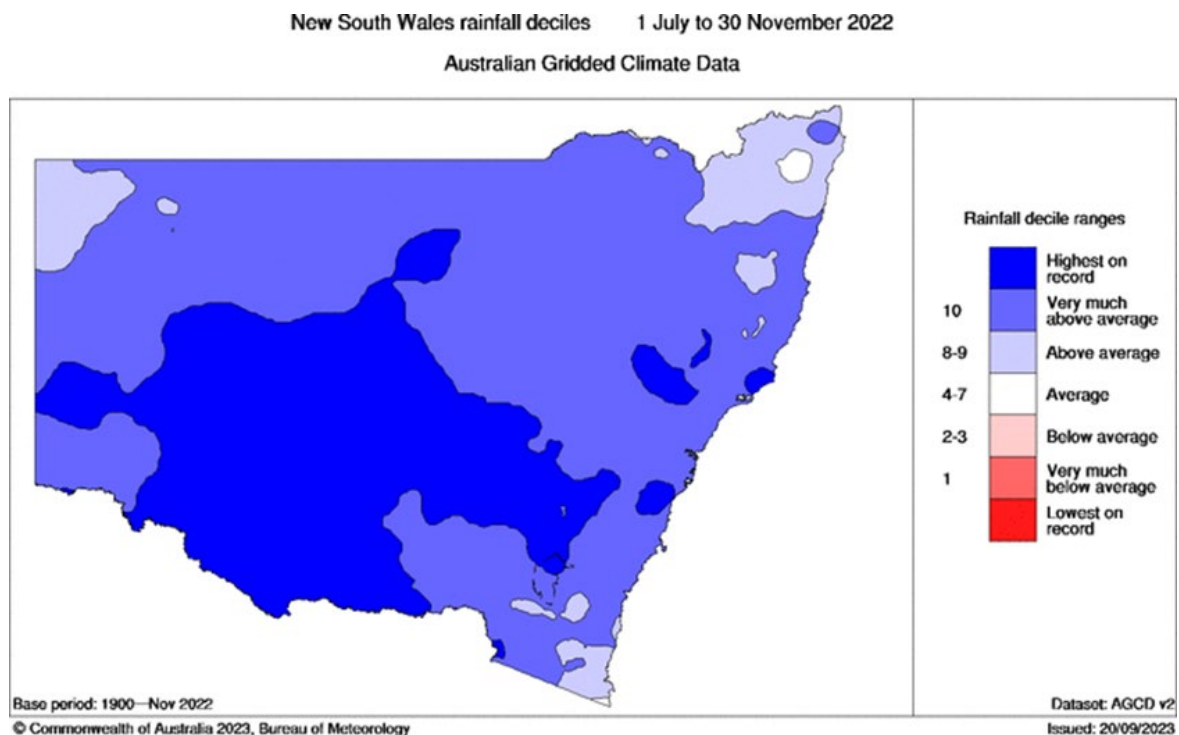 New South Wales rainfall deciles 1 July to 30 November 2022
Australian Gridded Climate Data
Rainfall decile ranges
Highest on
record
10 Very much
above average
8-9 Above average
4-7 Average
2-3 Below average
1 Very much
below average
Lowest on
record
Base period: 1900—Nov 2022 Dataset: AGCD v2
© Commonwealth of Australia 2023, Bureau of Meteorology Issued: 20/09/2023